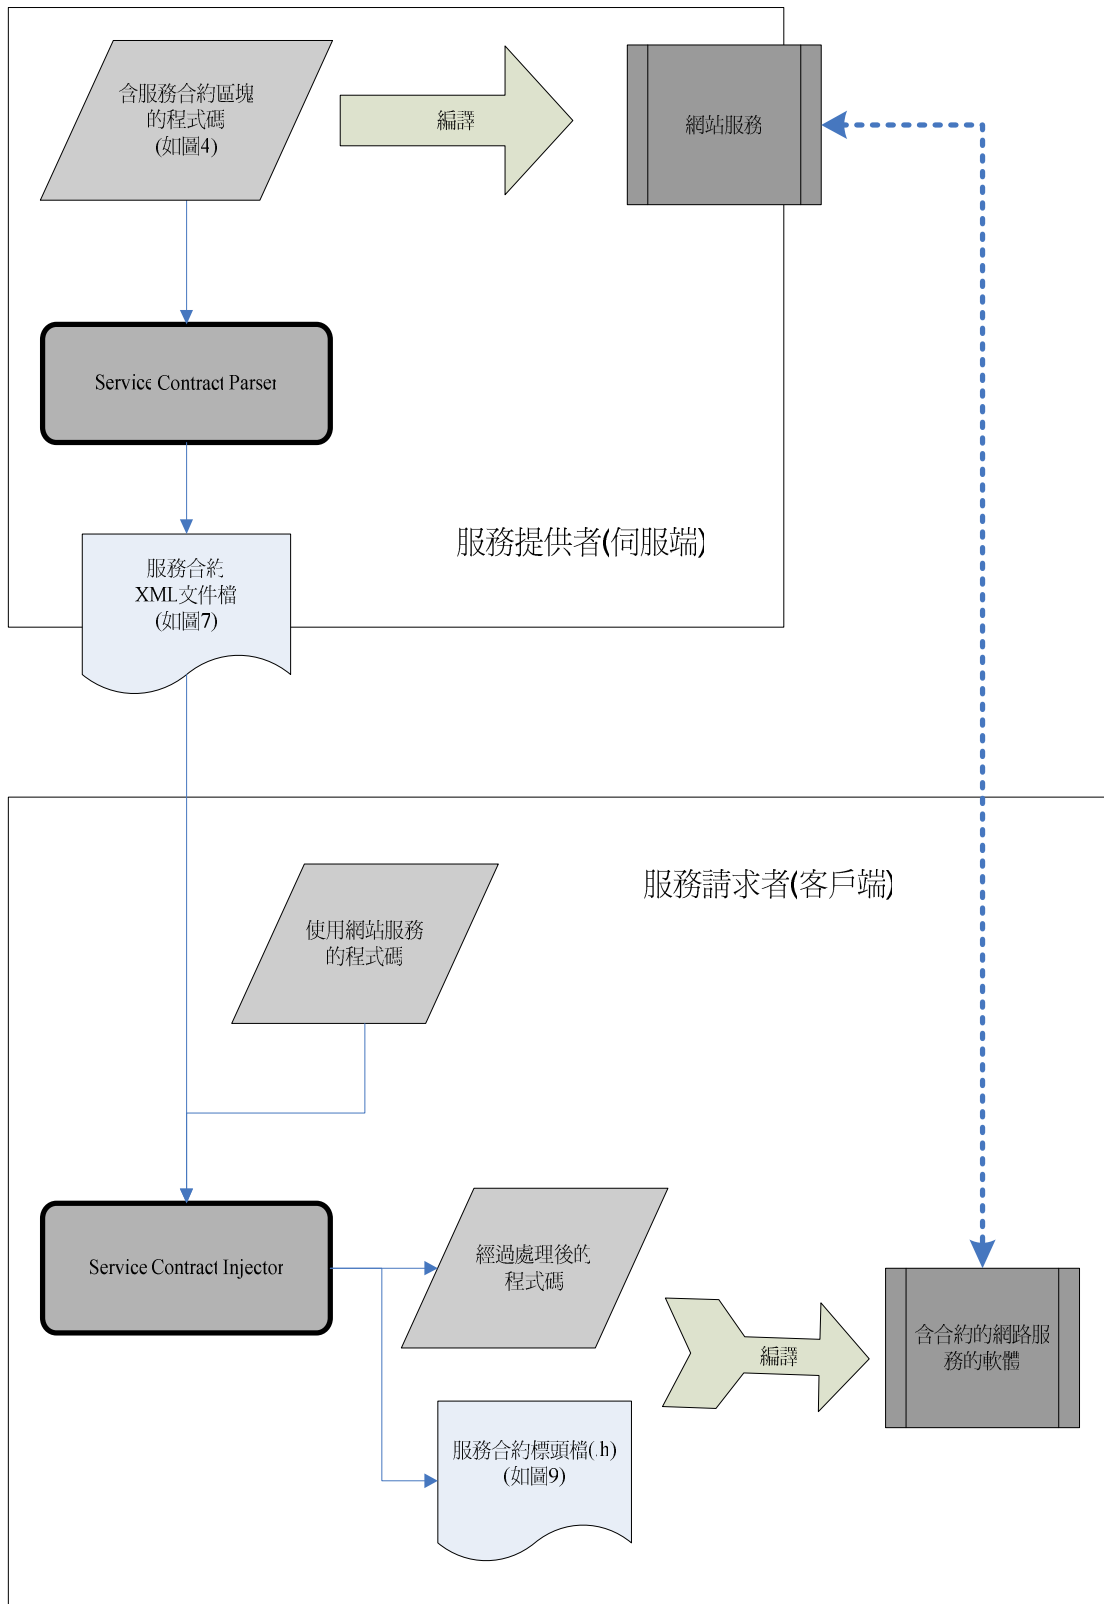 含服務合約區塊
的程式碼
(如圖4)
編譯
網站服務
Service Contract Parser
服務提供者(伺服端)
服務合約
XML文件檔
(如圖7)
服務請求者(客戶端)
使用網站服務
的程式碼
Service Contract Injector
經過處理後的
程式碼
編譯
含合約的網路服
務的軟體
服務合約標頭檔(.h)
(如圖9)